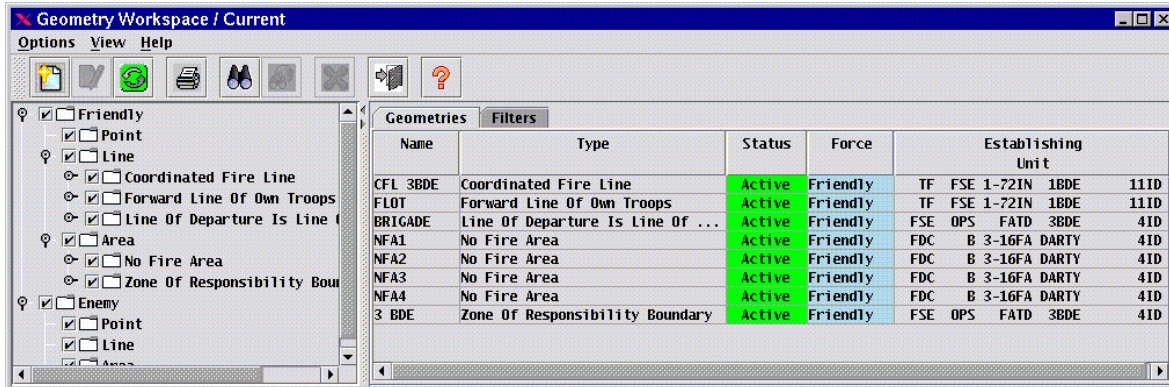 Geometry Workspace / Current
Options View Help
Friendly
Point
Line
Coordinated Fire Line
Forward Line Of Own Troops
Line Of Departure Is Line
Area
No Fire Area
Zone Of Responsibility Bou
Enemy
Point
Line
Area
Geometries Filters
Name Type Status Force Establishing
Unit
CFL 3BDE Coordinated Fire Line Active Friendly TF FSE 1-72IN 1BDE 11ID
FLOT Forward Line Of Own Troops Active Friendly TF FSE 1-72IN 1BDE 11ID
BRIGADE Line Of Departure Is Line Of ... Active Friendly FSE OPS FATD 3BDE 4ID
NFA1 No Fire Area Active Friendly FDC B 3-16FA DARTY 4ID
NFA2 No Fire Area Active Friendly FDC B 3-16FA DARTY 4ID
NFA3 No Fire Area Active Friendly FDC B 3-16FA DARTY 4ID
NFA4 No Fire Area Active Friendly FDC B 3-16FA DARTY 4ID
3 BDE Zone Of Responsibility Boundary Active Friendly FSE OPS FATD 3BDE 4ID